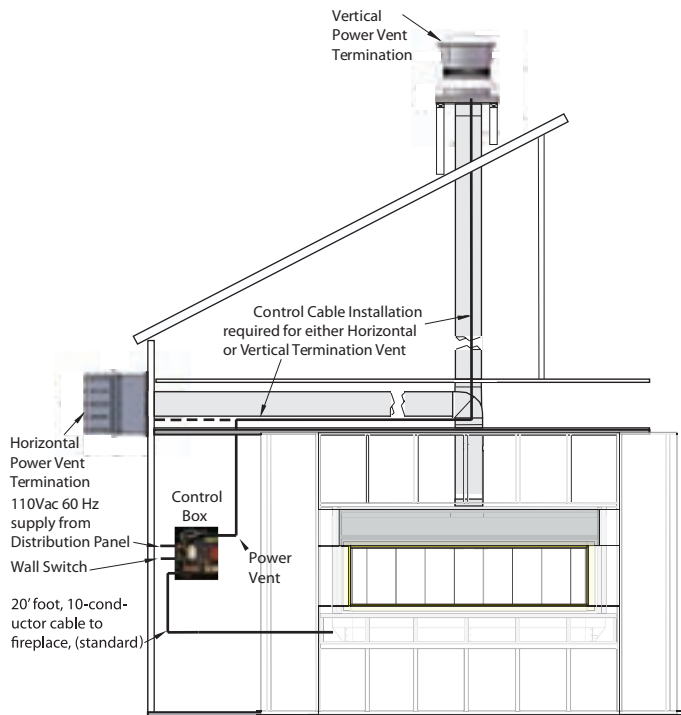 Vertical
Power Vent
Termination
Control Cable Installation
required for either Horizontal
or Vertical Termination Vent
Horizontal
Power Vent
Termination
110Vac 60 Hz
supply from
Distribution Panel
Wall Switch
Control
Box
Power
Vent
20’ foot, 10-cond-
uctor cable to
fireplace, (standard)